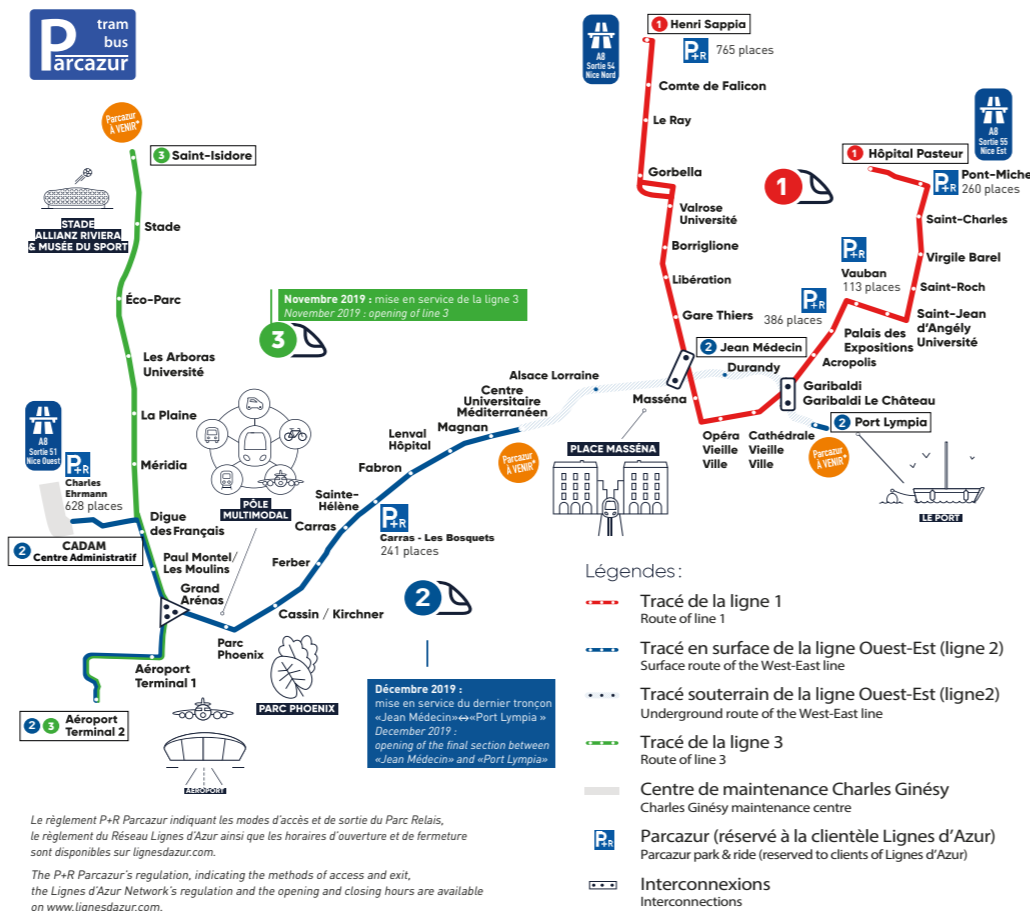 tram
bus
Parcazur
A8
Sortie 54
Nice Nord
1 Henri Sappia
P+R
765 places
Comte de Falicon
Le Ray
Gorbella
Valrose
Université
Borriglione
Libération
Gare Thiers
A8
Sortie 55
Nice Est
1 Hôpital Pasteur
1
P+R
Pont-Miche
260 places
Saint-Charles
Virgile Barel
Saint-Roch
Saint-Jean
d'Angély
Université
P+R
Vauban
113 places
P+R
386 places
Palais des
Expositions
Acropolis
2 Jean Médecin
Durandy
Garibaldi
Garibaldi Le Château
2 Port Lympia
Parcazur
À VENIR*
LE PORT
Masséna
Opéra
Vieille
Ville
Cathédrale
Vieille
Ville
PLACE MASSÉNA
Parcazur
À VENIR*
3 Saint-Isidore
STADE
ALLIANZ RIVIERA
& MUSÉE DU SPORT
Stade
Éco-Parc
Novembre 2019 : mise en service de la ligne 3
November 2019 : opening of line 3
3
Les Arboras
Université
La Plaine
Méridia
A8
Sortie 51
Nice Ouest
P+R
Charles
Ehrmann
628 places
2 CADAM
Centre Administratif
Digue
des Français
Paul Montel/
Les Moulins
Grand
Arénas
PÔLE
MULTIMODAL
Alsace Lorraine
Centre
Universitaire
Méditerranéen
Magnan
Parcazur
À VENIR*
Lenval
Hôpital
Fabron
Sainte-
Hélène
Carras
P+R
Carras - Les Bosquets
241 places
Ferber
Cassin / Kirchner
2
Parc
Phoenix
PARC PHOENIX
Aéroport
Terminal 1
2 3 Aéroport
Terminal 2
AÉROPORT
Décembre 2019 :
mise en service du dernier tronçon
«Jean Médecin»↔«Port Lympia »
December 2019 :
opening of the final section between
«Jean Médecin» and «Port Lympia»
Légendes :
Tracé de la ligne 1
Route of line 1
Tracé en surface de la ligne Ouest-Est (ligne 2)
Surface route of the West-East line
Tracé souterrain de la ligne Ouest-Est (ligne2)
Underground route of the West-East line
Tracé de la ligne 3
Route of line 3
Centre de maintenance Charles Ginésy
Charles Ginésy maintenance centre
P+R
Parcazur (réservé à la clientèle Lignes d'Azur)
Parcazur park & ride (reserved to clients of Lignes d'Azur)
Interconnexions
Interconnections
Le règlement P+R Parcazur indiquant les modes d'accès et de sortie du Parc Relais,
le règlement du Réseau Lignes d'Azur ainsi que les horaires d'ouverture et de fermeture
sont disponibles sur lignesdazur.com.
The P+R Parcazur's regulation, indicating the methods of access and exit,
the Lignes d'Azur Network's regulation and the opening and closing hours are available
on www.lignesdazur.com.